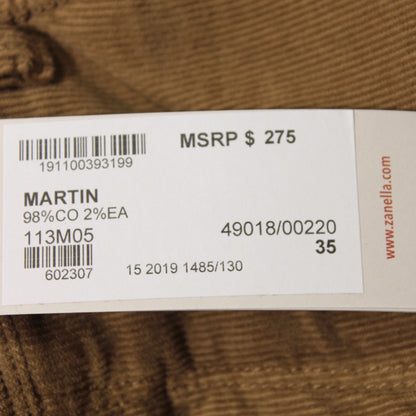 MSRP $ 275
191100393199
MARTIN
98%CO 2%EA
113M05
49018/00220
35
602307
15 2019 1485/130
www.zanella.com